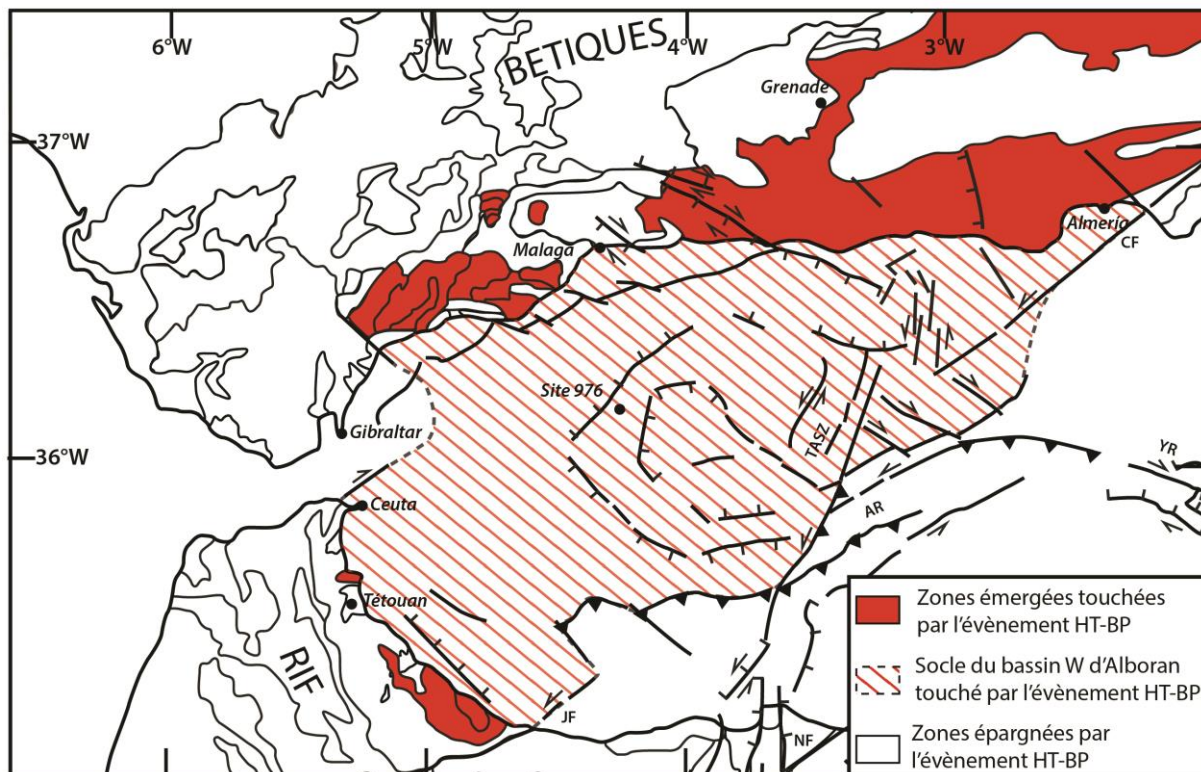 6°W
5°W
4°W
3°W
BETIQUES
Grenade
37°W
Malaga
Almería
CF
Site 976
TASZ
Gibraltar
36°W
YR
Ceuta
AR
Tétouan
RIF
JF
NF
Zones émergées touchées
par l'évènement HT-BP
Socle du bassin W d'Alboran
touché par l'évènement HT-BP
Zones épargnées par
l'évènement HT-BP